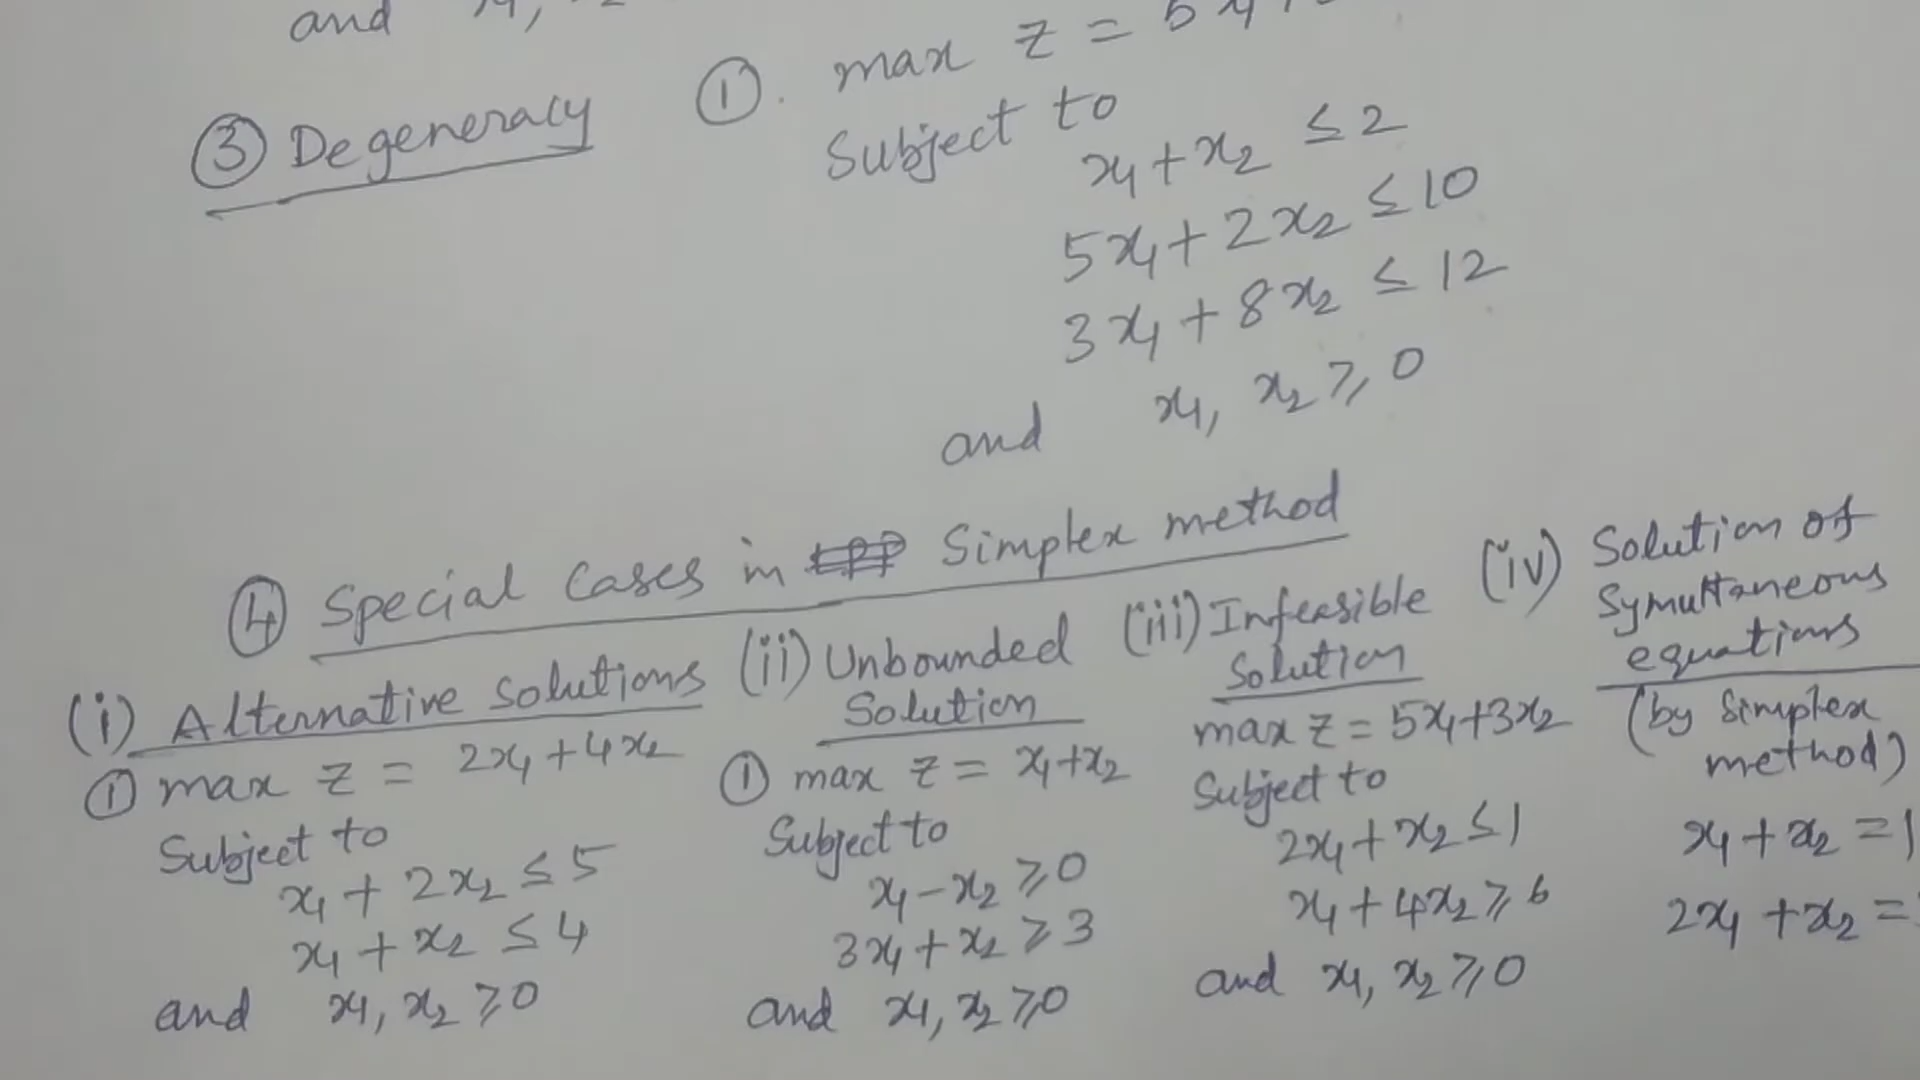 and x₁,
③ Degeneracy
① max z = 5x₁
Subject to
x₁ + x₂ ≤ 2
5x₁ + 2x₂ ≤ 10
3x₁ + 8x₂ ≤ 12
and x₁, x₂ ≥ 0
④ Special Cases in Simplex method
(i) Alternative solutions
① max z = 2x₁ + 4x₂
Subject to
x₁ + 2x₂ ≤ 5
x₁ + x₂ ≤ 4
and x₁, x₂ ≥ 0
(ii) Unbounded
Solution
① max z = x₁ + x₂
Subject to
x₁ - x₂ ≥ 0
3x₁ + x₂ ≥ 3
and x₁, x₂ ≥ 0
(iii) Infeasible
Solution
max z = 5x₁ + 3x₂
Subject to
2x₁ + x₂ ≤ 1
x₁ + 4x₂ ≥ 6
and x₁, x₂ ≥ 0
(iv) Solution of
Symultaneous
equations
(by Simplex
method)
x₁ + x₂ = 1
2x₁ + x₂ =